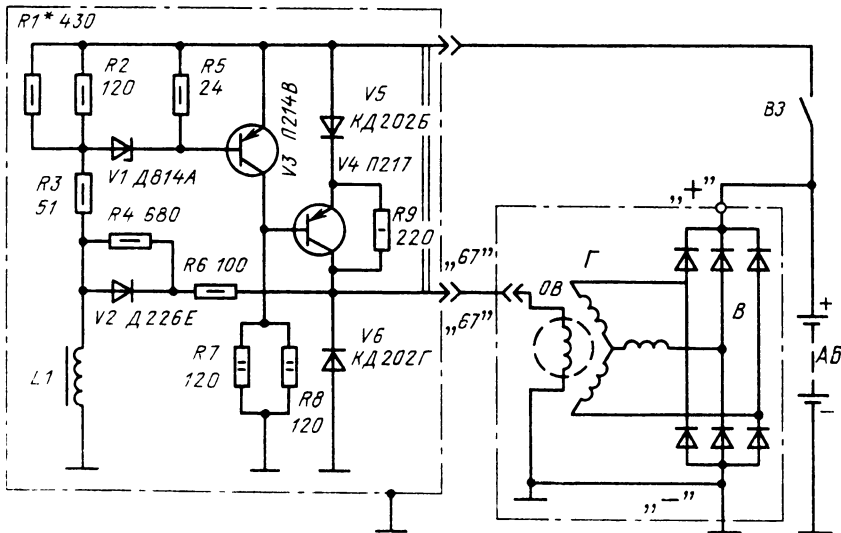 R1* 430
R2
120
R5
24
П214В
V3
V5
КД202Б
V4 П217
V1 Д814А
R3
51
R4 680
R9
220
R6 100
V2 Д226Е
„67”
„67”
R7
120
R8
120
V6
КД202Г
L1
ВЗ
„+”
Г
ОВ
В
+
АБ
−
„−”